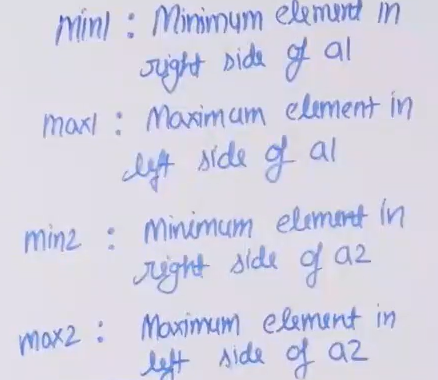 min1 : Minimum element in
right side of a1
max1 : Maximum element in
left side of a1
min2 : Minimum element in
right side of a2
max2 : Maximum element in
left side of a2